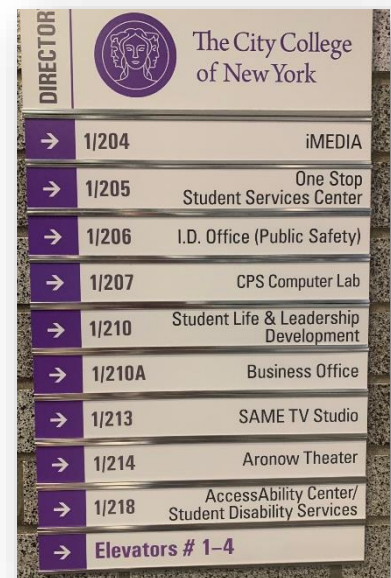 DIRECTOR
The City College
of New York
→ 1/204 iMEDIA
→ 1/205 One Stop
Student Services Center
→ 1/206 I.D. Office (Public Safety)
→ 1/207 CPS Computer Lab
→ 1/210 Student Life & Leadership
Development
→ 1/210A Business Office
→ 1/213 SAME TV Studio
→ 1/214 Aronow Theater
→ 1/218 AccessAbility Center/
Student Disability Services
→ Elevators # 1–4